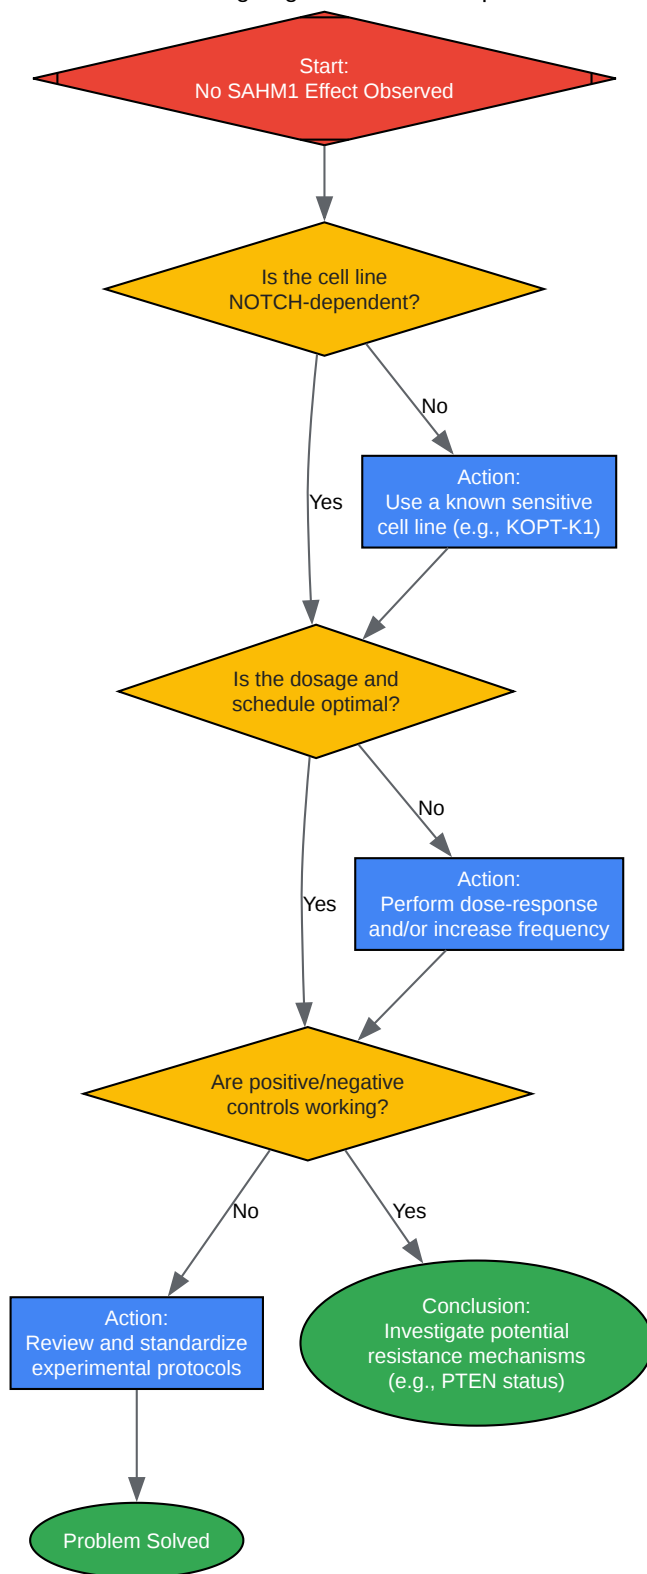 Start:
No SAHM1 Effect Observed
Is the cell line
NOTCH-dependent?
No
Yes
Action:
Use a known sensitive
cell line (e.g., KOPT-K1)
Is the dosage and
schedule optimal?
No
Yes
Action:
Perform dose-response
and/or increase frequency
Are positive/negative
controls working?
No
Yes
Action:
Review and standardize
experimental protocols
Conclusion:
Investigate potential
resistance mechanisms
(e.g., PTEN status)
Problem Solved